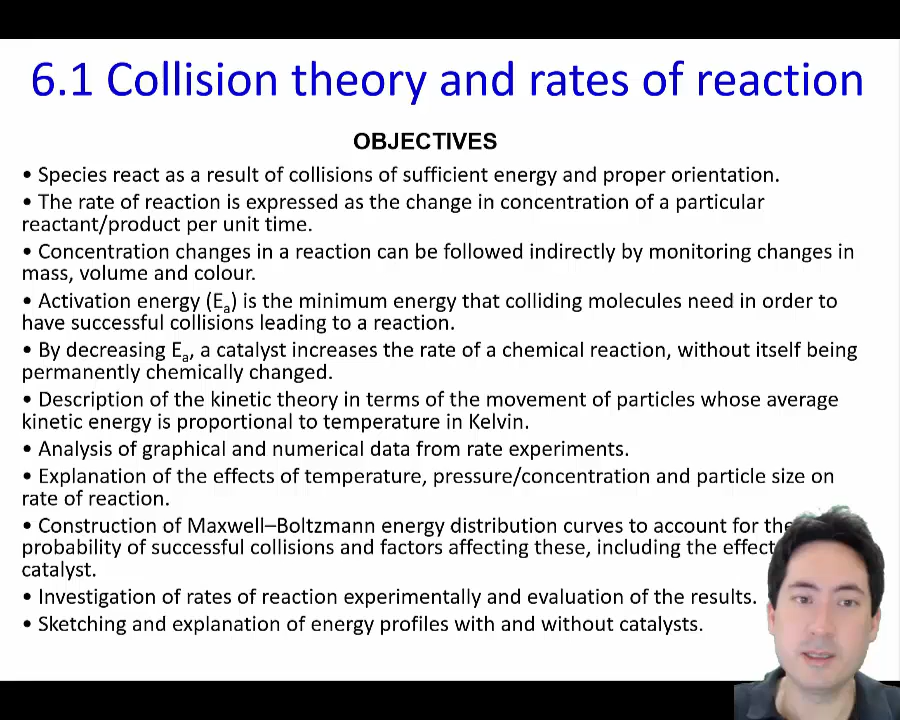 6.1 Collision theory and rates of reaction
OBJECTIVES
• Species react as a result of collisions of sufficient energy and proper orientation.
• The rate of reaction is expressed as the change in concentration of a particular
reactant/product per unit time.
• Concentration changes in a reaction can be followed indirectly by monitoring changes in
mass, volume and colour.
• Activation energy (Ea) is the minimum energy that colliding molecules need in order to
have successful collisions leading to a reaction.
• By decreasing Ea, a catalyst increases the rate of a chemical reaction, without itself being
permanently chemically changed.
• Description of the kinetic theory in terms of the movement of particles whose average
kinetic energy is proportional to temperature in Kelvin.
• Analysis of graphical and numerical data from rate experiments.
• Explanation of the effects of temperature, pressure/concentration and particle size on
rate of reaction.
• Construction of Maxwell–Boltzmann energy distribution curves to account for the
probability of successful collisions and factors affecting these, including the effect
catalyst.
• Investigation of rates of reaction experimentally and evaluation of the results.
• Sketching and explanation of energy profiles with and without catalysts.